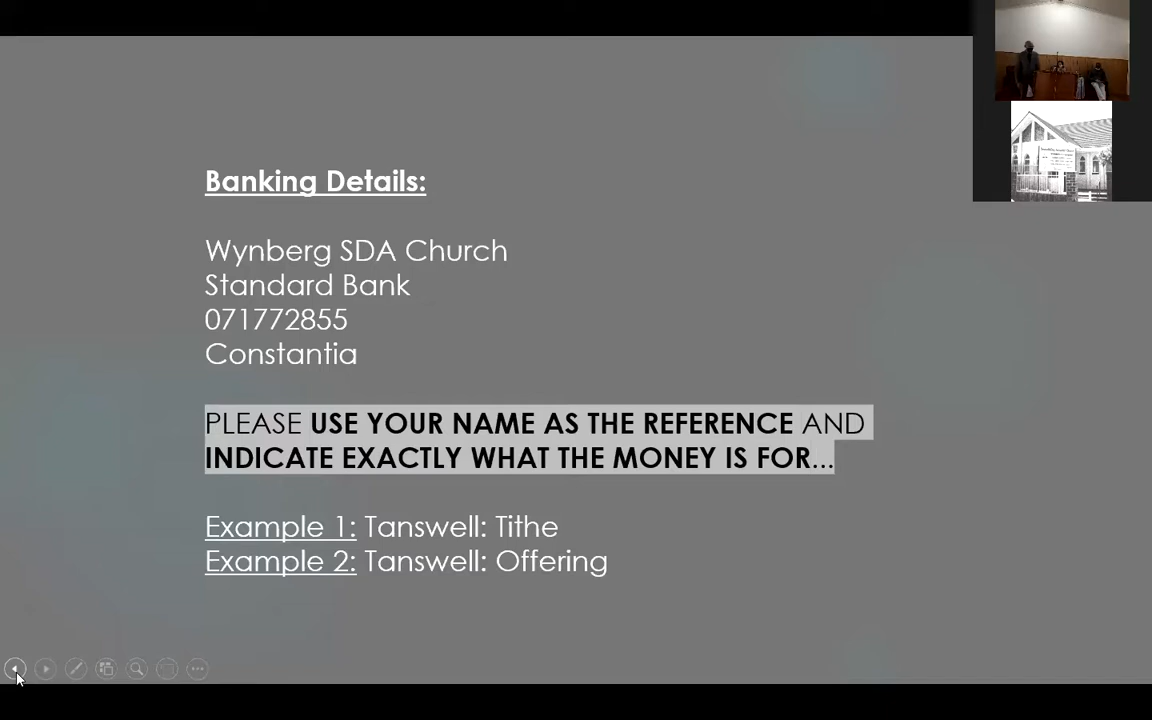 Banking Details:
Wynberg SDA Church
Standard Bank
071772855
Constantia
PLEASE USE YOUR NAME AS THE REFERENCE AND
INDICATE EXACTLY WHAT THE MONEY IS FOR...
Example 1: Tanswell: Tithe
Example 2: Tanswell: Offering